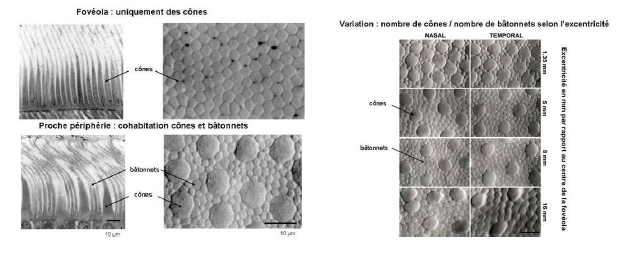 Fovéola : uniquement des cônes
cônes
Proche périphérie : cohabitation cônes et bâtonnets
bâtonnets
cônes
10 µm
10 µm
Variation : nombre de cônes / nombre de bâtonnets selon l'excentricité
NASAL
TEMPORAL
1.35 mm
cônes
5 mm
bâtonnets
8 mm
16 mm
Excentricité en mm par rapport au centre de la fovéola